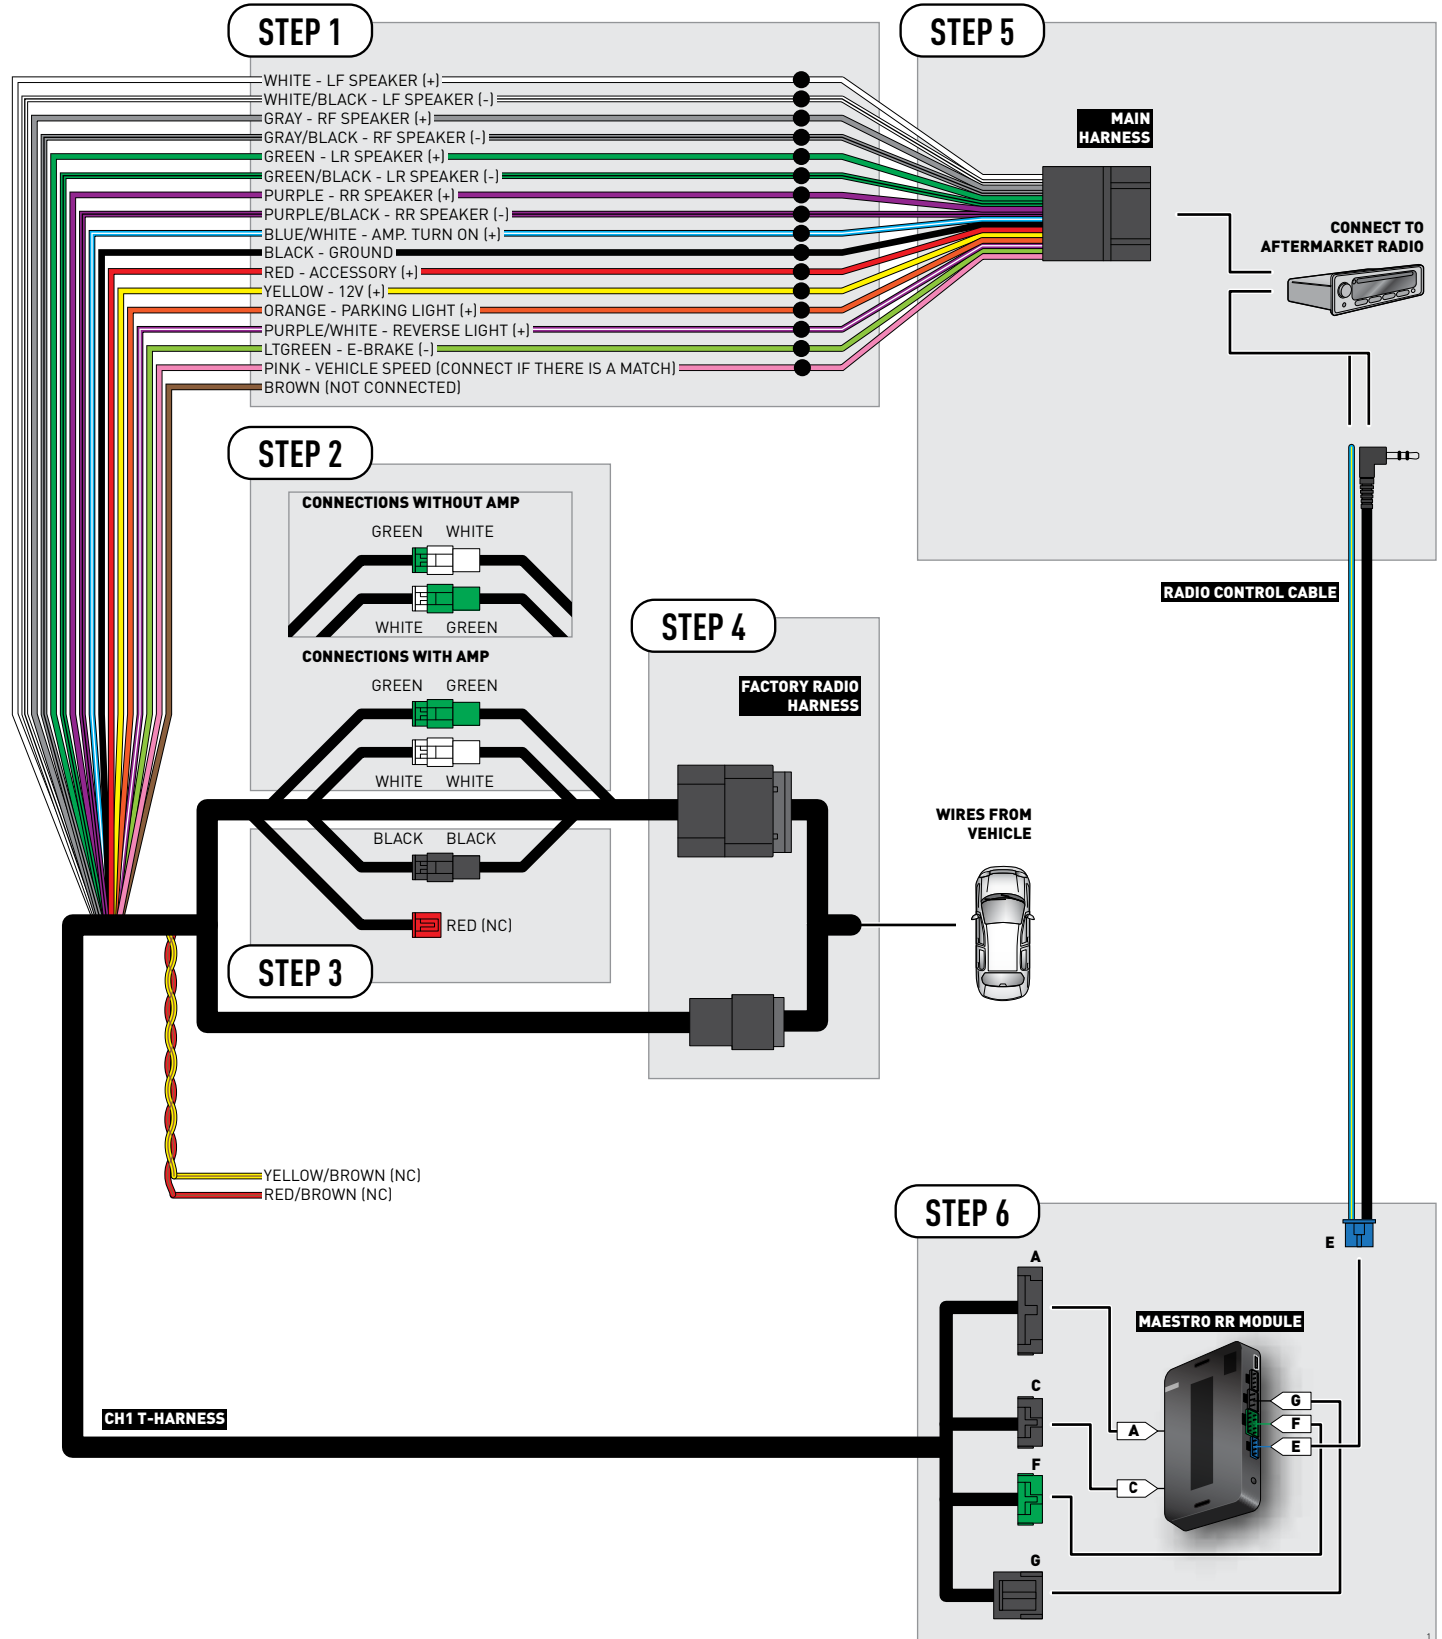 STEP 1
WHITE - LF SPEAKER (+)
WHITE/BLACK - LF SPEAKER (-)
GRAY - RF SPEAKER (+)
GRAY/BLACK - RF SPEAKER (-)
GREEN - LR SPEAKER (+)
GREEN/BLACK - LR SPEAKER (-)
PURPLE - RR SPEAKER (+)
PURPLE/BLACK - RR SPEAKER (-)
BLUE/WHITE - AMP. TURN ON (+)
BLACK - GROUND
RED - ACCESSORY (+)
YELLOW - 12V (+)
ORANGE - PARKING LIGHT (+)
PURPLE/WHITE - REVERSE LIGHT (+)
LTGREEN - E-BRAKE (-)
PINK - VEHICLE SPEED (CONNECT IF THERE IS A MATCH)
BROWN (NOT CONNECTED)
STEP 5
MAIN
HARNESS
CONNECT TO
AFTERMARKET RADIO
RADIO CONTROL CABLE
STEP 2
CONNECTIONS WITHOUT AMP
GREEN WHITE
WHITE GREEN
CONNECTIONS WITH AMP
GREEN GREEN
WHITE WHITE
BLACK BLACK
RED (NC)
STEP 3
STEP 4
FACTORY RADIO
HARNESS
WIRES FROM
VEHICLE
YELLOW/BROWN (NC)
RED/BROWN (NC)
CH1 T-HARNESS
STEP 6
E
A
C
F
G
MAESTRO RR MODULE
A
C
G
F
E
1